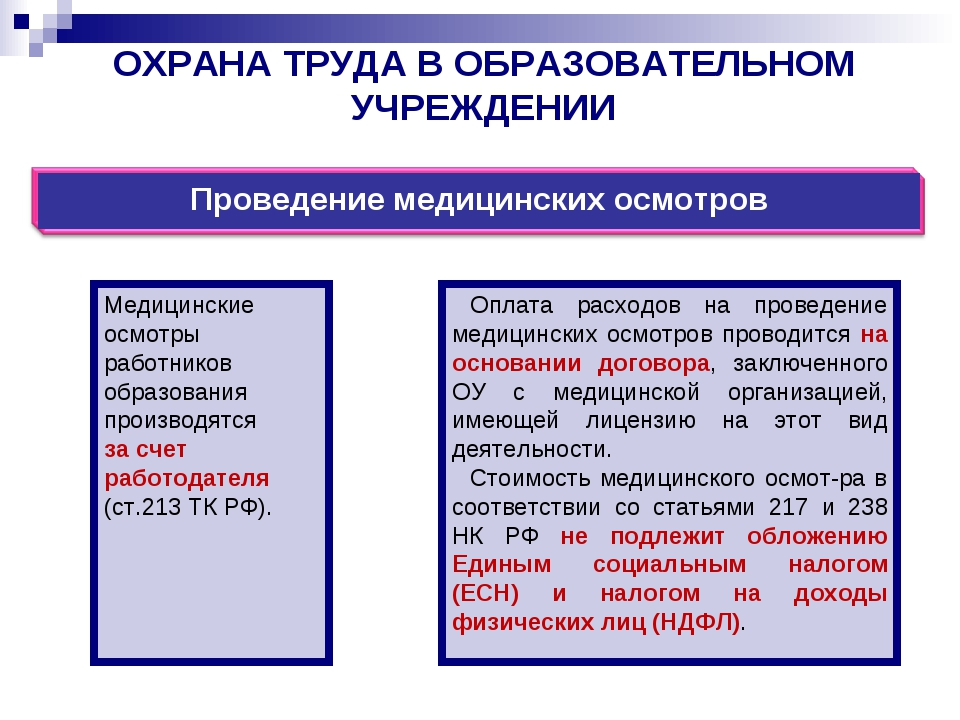 ОХРАНА ТРУДА В ОБРАЗОВАТЕЛЬНОМ
УЧРЕЖДЕНИИ
Проведение медицинских осмотров
Медицинские
осмотры
работников
образования
производятся
за счет
работодателя
(ст.213 ТК РФ).
Оплата расходов на проведение
медицинских осмотров проводится на
основании договора, заключенного
ОУ с медицинской организацией,
имеющей лицензию на этот вид
деятельности.
Стоимость медицинского осмот-ра в
соответствии со статьями 217 и 238
НК РФ не подлежит обложению
Единым социальным налогом
(ЕСН) и налогом на доходы
физических лиц (НДФЛ).